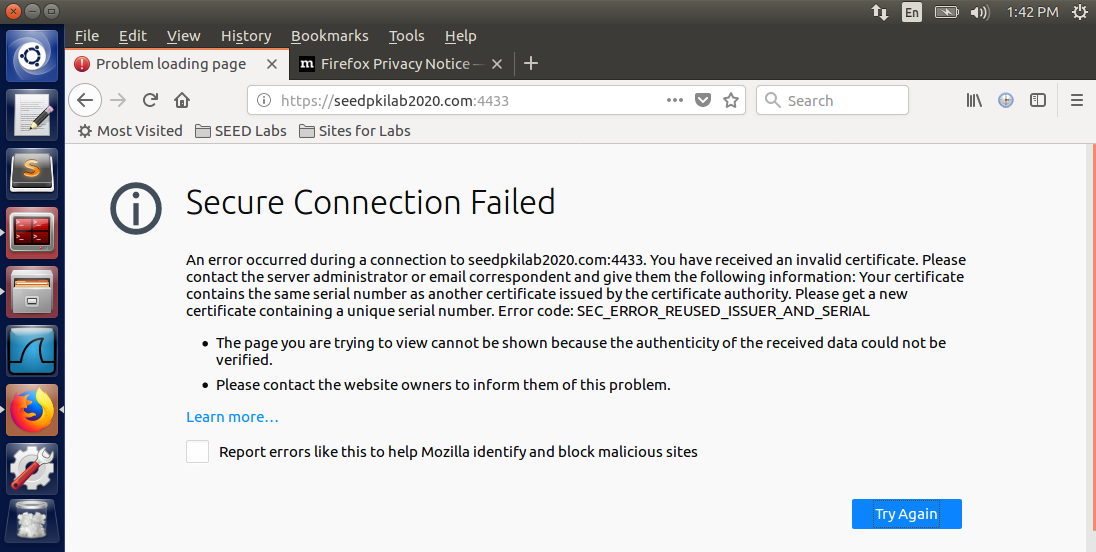 En
1:42 PM
File Edit View History Bookmarks Tools Help
Problem loading page
m Firefox Privacy Notice —
https://seedpkilab2020.com:4433
Search
Most Visited SEED Labs Sites for Labs
Secure Connection Failed
An error occurred during a connection to seedpkilab2020.com:4433. You have received an invalid certificate. Please
contact the server administrator or email correspondent and give them the following information: Your certificate
contains the same serial number as another certificate issued by the certificate authority. Please get a new
certificate containing a unique serial number. Error code: SEC_ERROR_REUSED_ISSUER_AND_SERIAL
• The page you are trying to view cannot be shown because the authenticity of the received data could not be
verified.
• Please contact the website owners to inform them of this problem.
Learn more…
Report errors like this to help Mozilla identify and block malicious sites
Try Again